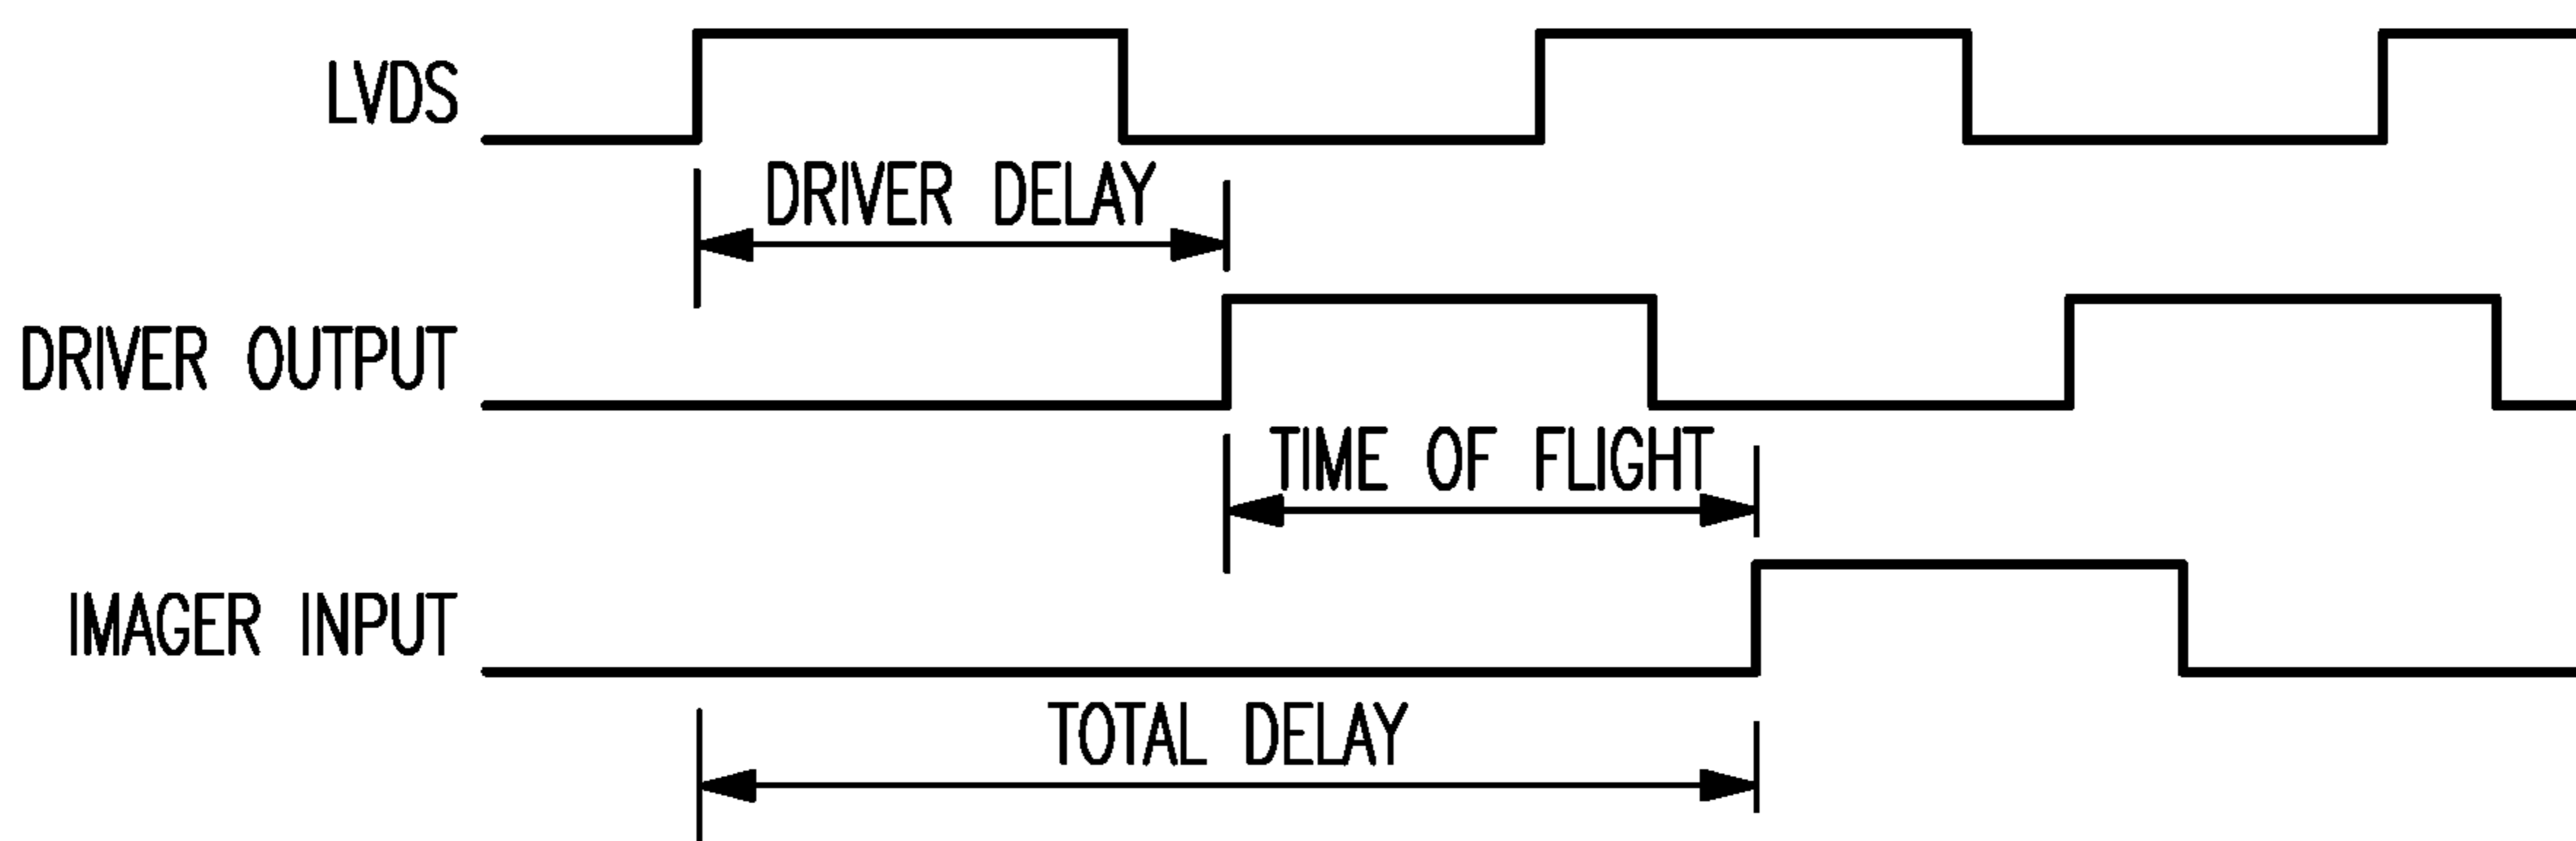 LVDS
DRIVER DELAY
DRIVER OUTPUT
TIME OF FLIGHT
IMAGER INPUT
TOTAL DELAY